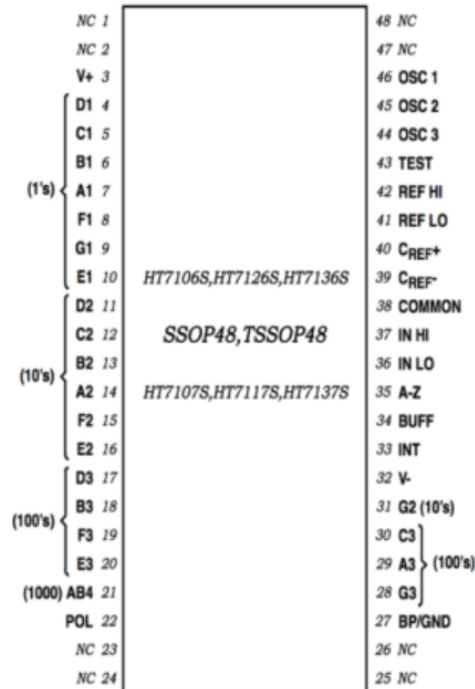 NC 1 48 NC
NC 2 47 NC
V+ 3 46 OSC 1
D1 4 45 OSC 2
C1 5 44 OSC 3
B1 6 43 TEST
(1's) A1 7 42 REF HI
F1 8 41 REF LO
G1 9 40 CREF+
E1 10 HT7106S,HT7126S,HT7136S 39 CREF-
D2 11 38 COMMON
C2 12 SSOP48,TSSOP48 37 IN HI
B2 13 36 IN LO
(10's) A2 14 HT7107S,HT7117S,HT7137S 35 A-Z
F2 15 34 BUFF
E2 16 33 INT
D3 17 32 V-
B3 18 31 G2 (10's)
(100's) F3 19 30 C3
E3 20 29 A3 (100's)
(1000) AB4 21 28 G3
POL 22 27 BP/GND
NC 23 26 NC
NC 24 25 NC